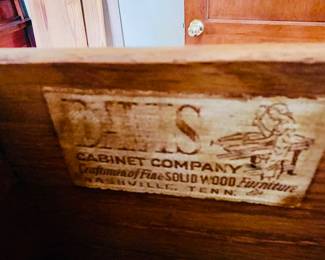 DAVIS
CABINET COMPANY
Craftsmen of Fine SOLID WOOD Furniture
NASHVILLE, TENN.